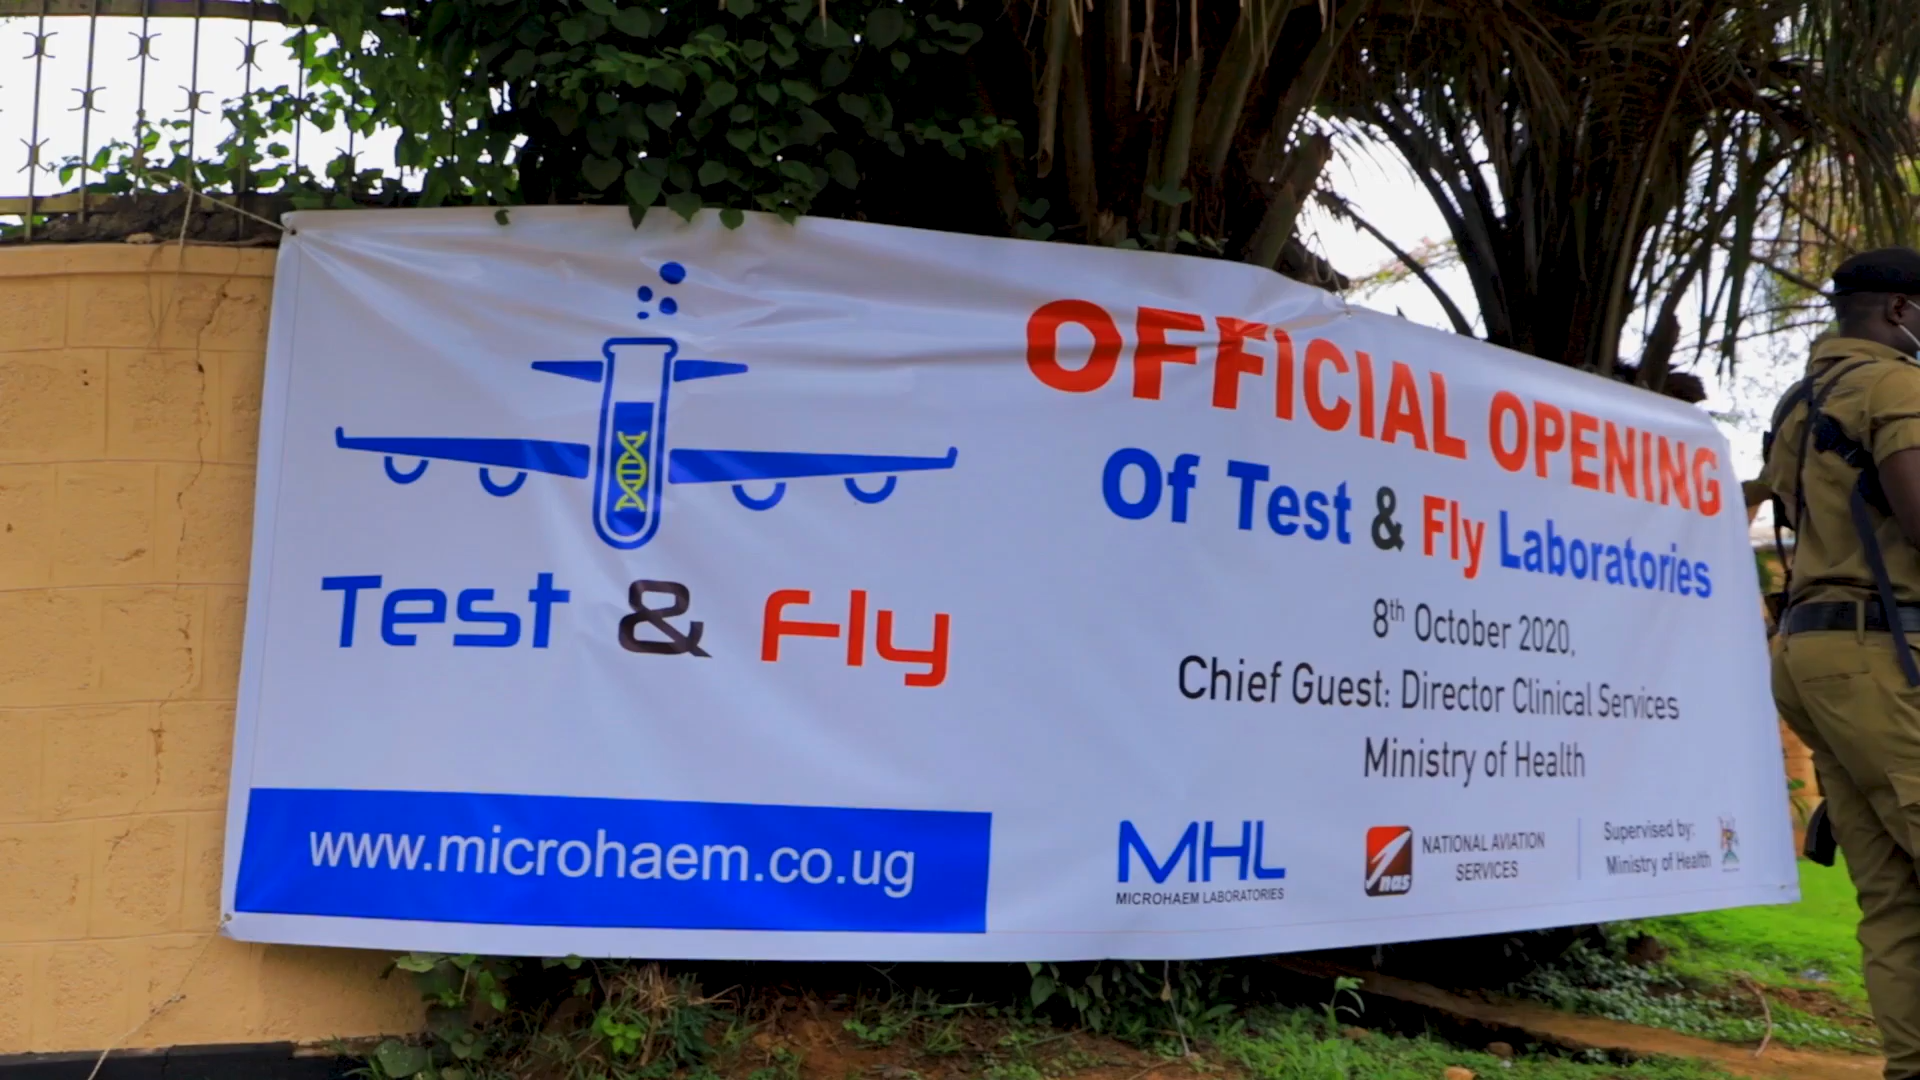 Test & Fly
www.microhaem.co.ug
OFFICIAL OPENING
Of Test & Fly Laboratories
8th October 2020,
Chief Guest: Director Clinical Services
Ministry of Health
MHL
MICROHAEM LABORATORIES
nas
NATIONAL AVIATION
SERVICES
Supervised by:
Ministry of Health